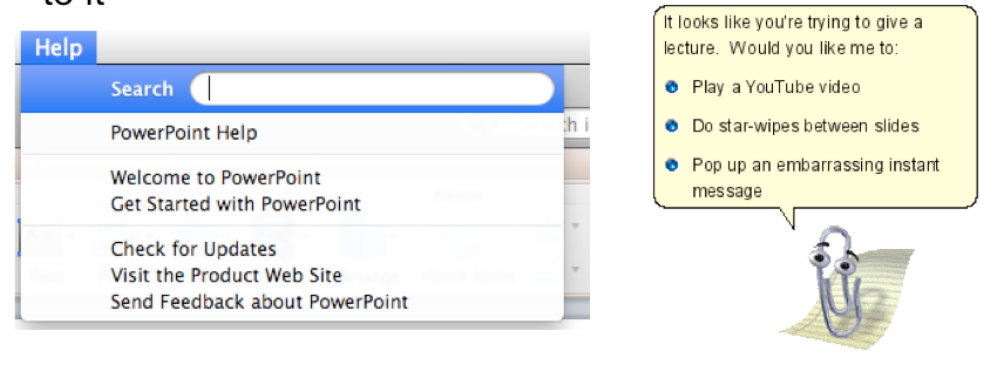 to it
Help
Search
PowerPoint Help
Welcome to PowerPoint
Get Started with PowerPoint
Check for Updates
Visit the Product Web Site
Send Feedback about PowerPoint
It looks like you're trying to give a
lecture. Would you like me to:
Play a YouTube video
Do star-wipes between slides
Pop up an embarrassing instant
message